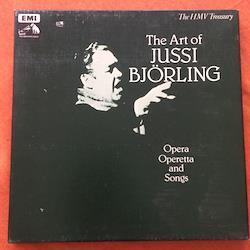 EMI
The HMV Treasury
The Art of
JUSSI
BJÖRLING
Opera
Operetta
and
Songs